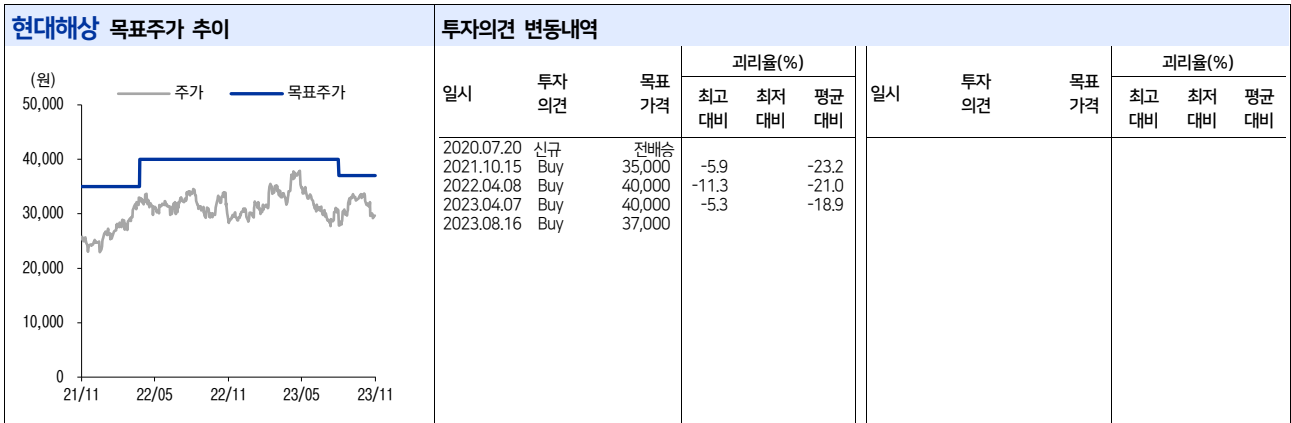 현대해상 목표주가 추이
(원)
주가 목표주가
50,000
40,000
30,000
20,000
10,000
0
21/11 22/05 22/11 23/05 23/11
투자의견 변동내역
일시 투자의견 목표가격 괴리율(%)
최고대비 최저대비 평균대비
2020.07.20 신규 전배승
2021.10.15 Buy 35,000 -5.9 -23.2
2022.04.08 Buy 40,000 -11.3 -21.0
2023.04.07 Buy 40,000 -5.3 -18.9
2023.08.16 Buy 37,000
일시 투자의견 목표가격 괴리율(%)
최고대비 최저대비 평균대비